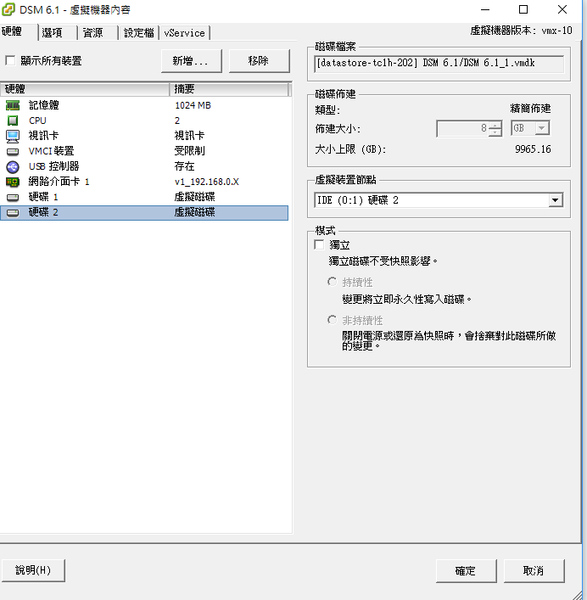 DSM 6.1 - 虛擬機器內容
硬體 選項 資源 設定檔 vService 虛擬機器版本: vmx-10
顯示所有裝置 新增... 移除
硬體 摘要
記憶體 1024 MB
CPU 2
視訊卡 視訊卡
VMCI 裝置 受限制
USB 控制器 存在
網路介面卡 1 v1_192.168.0.X
硬碟 1 虛擬磁碟
硬碟 2 虛擬磁碟
磁碟檔案
[datastore-tc1h-202] DSM 6.1/DSM 6.1_1.vmdk
磁碟佈建
類型: 精簡佈建
佈建大小: 8 GB
大小上限 (GB): 9965.16
虛擬裝置節點
IDE (0:1) 硬碟 2
模式
獨立
獨立磁碟不受快照影響。
持續性
變更將立即永久性寫入磁碟。
非持續性
關閉電源或還原為快照時，會捨棄對此磁碟所做
的變更。
說明(H) 確定 取消